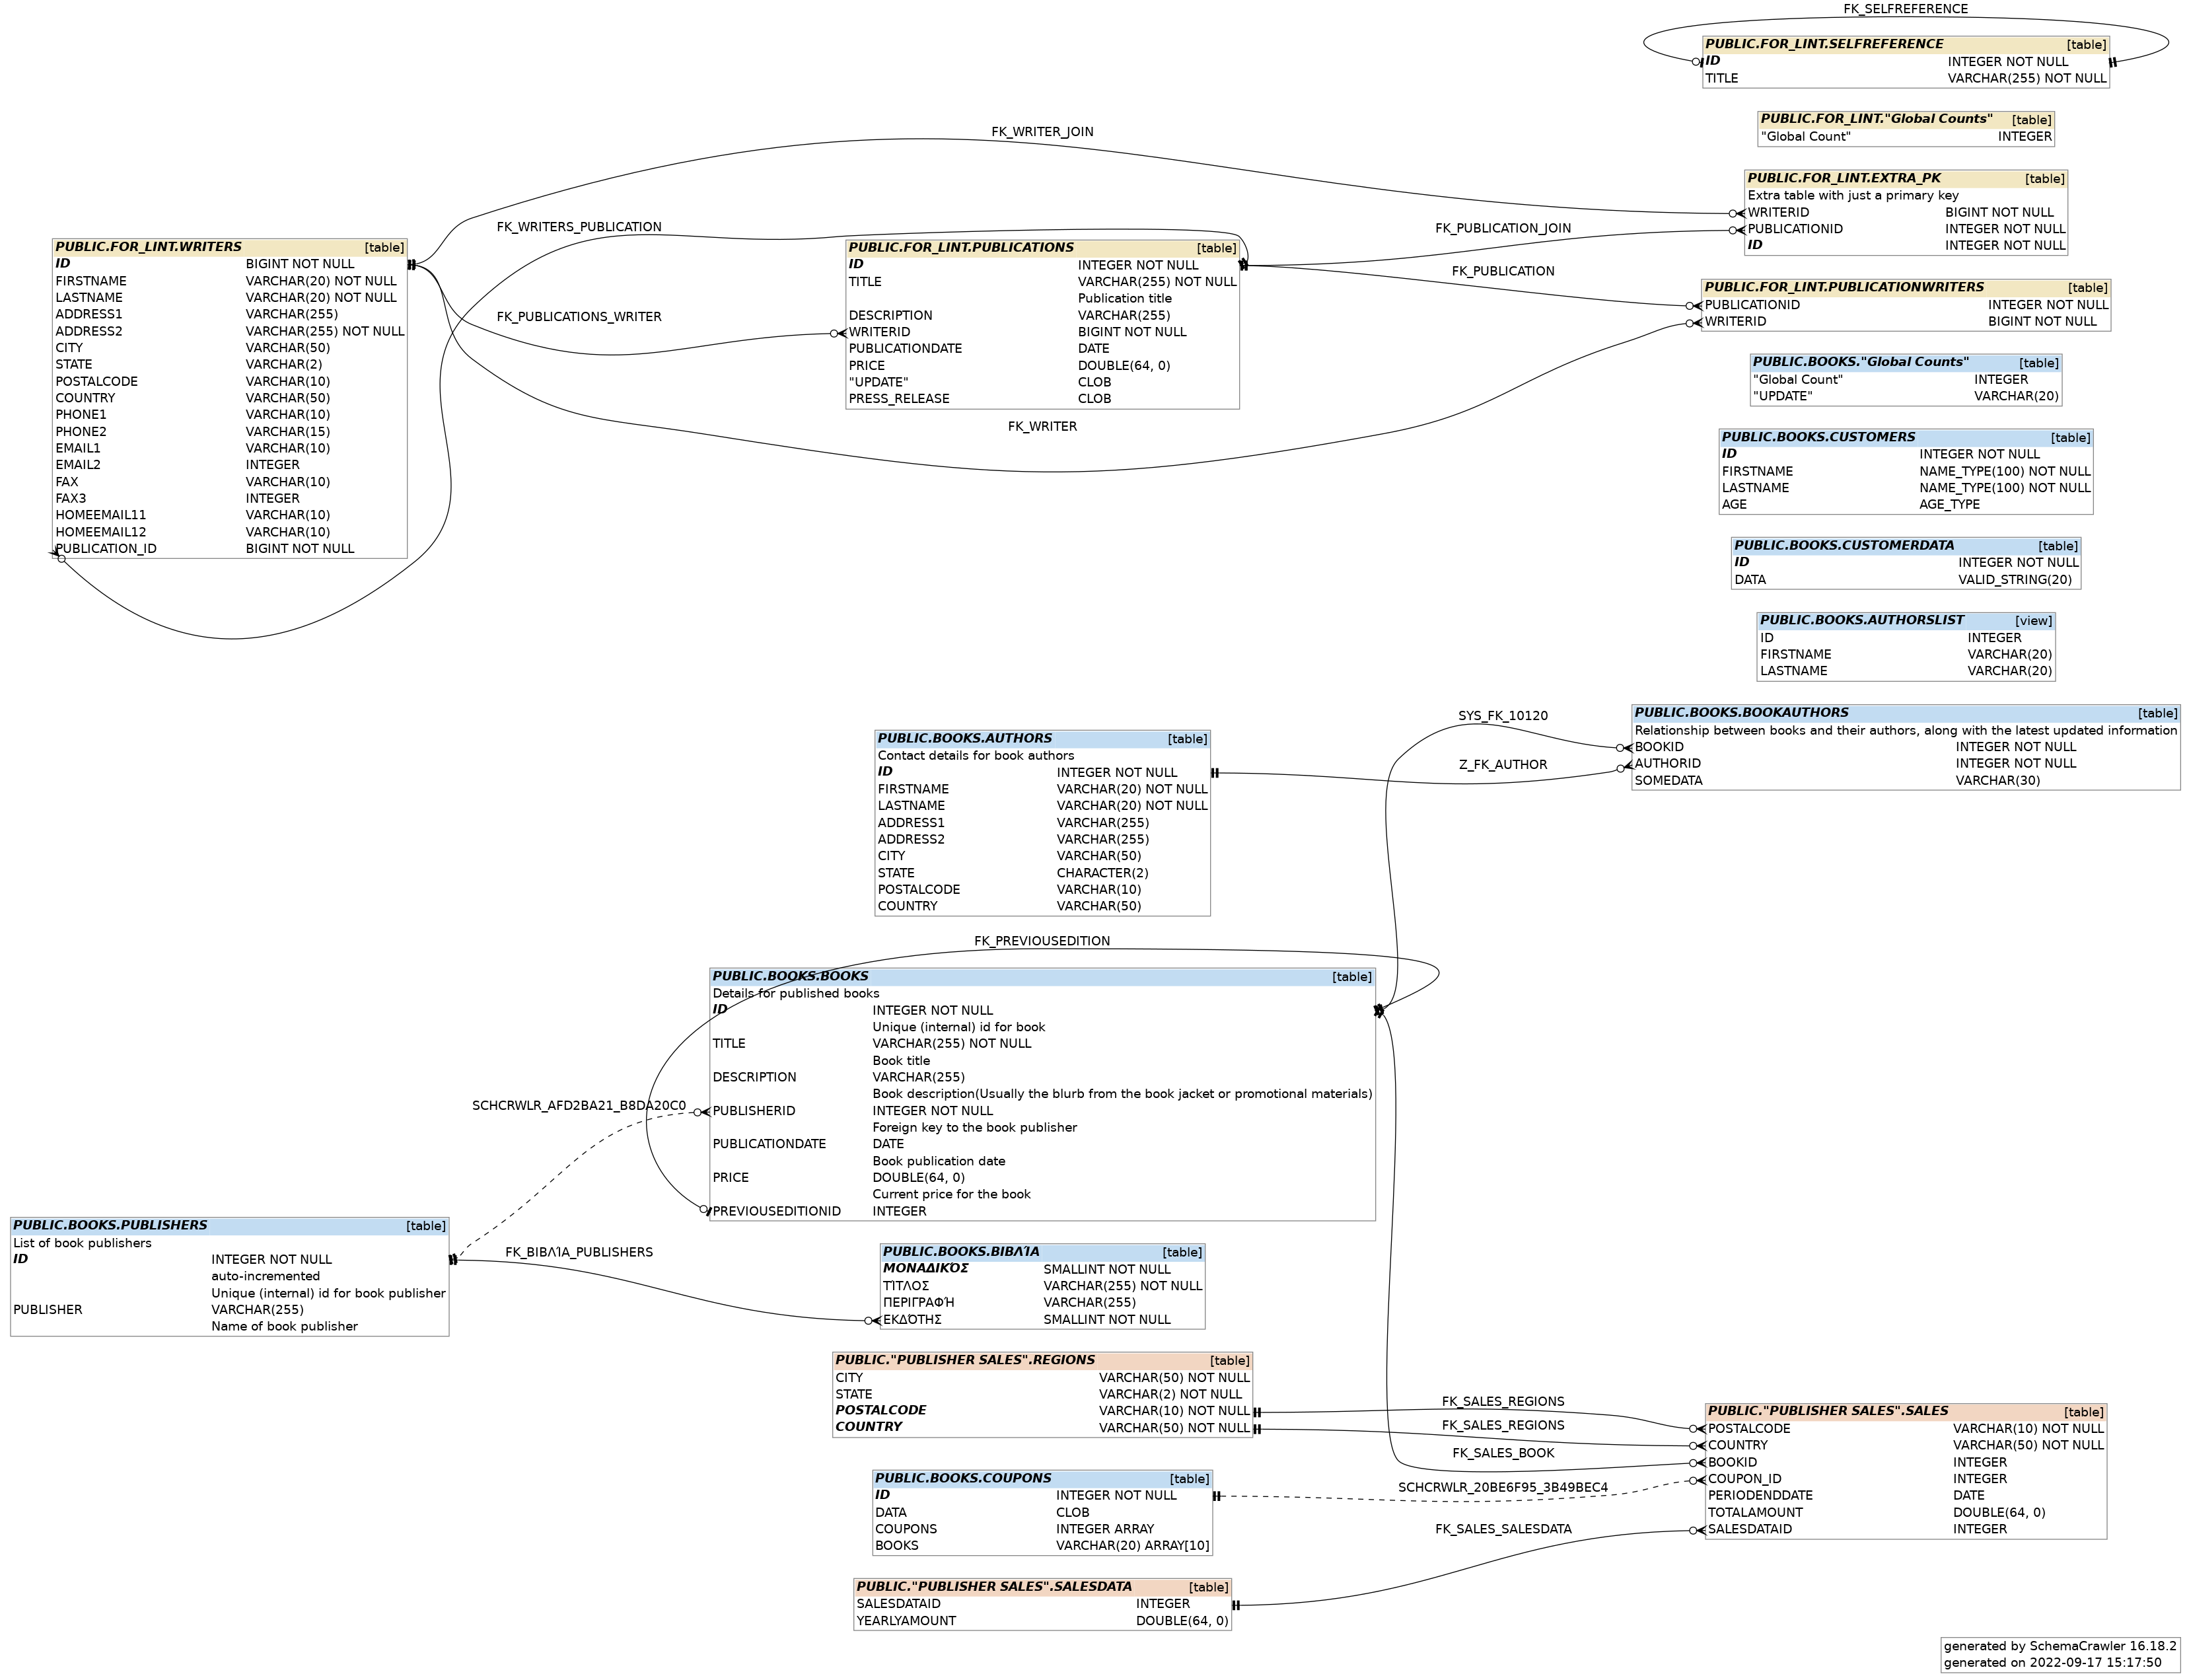 FK_SELFREFERENCE
PUBLIC.FOR_LINT.SELFREFERENCE [table]
ID INTEGER NOT NULL
TITLE VARCHAR(255) NOT NULL
PUBLIC.FOR_LINT."Global Counts" [table]
"Global Count" INTEGER
FK_WRITER_JOIN
PUBLIC.FOR_LINT.EXTRA_PK [table]
Extra table with just a primary key
WRITERID BIGINT NOT NULL
PUBLICATIONID INTEGER NOT NULL
ID INTEGER NOT NULL
FK_WRITERS_PUBLICATION
FK_PUBLICATION_JOIN
FK_PUBLICATION
PUBLIC.FOR_LINT.WRITERS [table]
ID BIGINT NOT NULL
FIRSTNAME VARCHAR(20) NOT NULL
LASTNAME VARCHAR(20) NOT NULL
ADDRESS1 VARCHAR(255)
ADDRESS2 VARCHAR(255) NOT NULL
CITY VARCHAR(50)
STATE VARCHAR(2)
POSTALCODE VARCHAR(10)
COUNTRY VARCHAR(50)
PHONE1 VARCHAR(10)
PHONE2 VARCHAR(15)
EMAIL1 VARCHAR(10)
EMAIL2 INTEGER
FAX VARCHAR(10)
FAX3 INTEGER
HOMEEMAIL11 VARCHAR(10)
HOMEEMAIL12 VARCHAR(10)
PUBLICATION_ID BIGINT NOT NULL
FK_PUBLICATIONS_WRITER
PUBLIC.FOR_LINT.PUBLICATIONS [table]
ID INTEGER NOT NULL
TITLE VARCHAR(255) NOT NULL
Publication title
DESCRIPTION VARCHAR(255)
WRITERID BIGINT NOT NULL
PUBLICATIONDATE DATE
PRICE DOUBLE(64, 0)
"UPDATE" CLOB
PRESS_RELEASE CLOB
FK_WRITER
PUBLIC.FOR_LINT.PUBLICATIONWRITERS [table]
PUBLICATIONID INTEGER NOT NULL
WRITERID BIGINT NOT NULL
PUBLIC.BOOKS."Global Counts" [table]
"Global Count" INTEGER
"UPDATE" VARCHAR(20)
PUBLIC.BOOKS.CUSTOMERS [table]
ID INTEGER NOT NULL
FIRSTNAME NAME_TYPE(100) NOT NULL
LASTNAME NAME_TYPE(100) NOT NULL
AGE AGE_TYPE
PUBLIC.BOOKS.CUSTOMERDATA [table]
ID INTEGER NOT NULL
DATA VALID_STRING(20)
PUBLIC.BOOKS.AUTHORSLIST [view]
ID INTEGER
FIRSTNAME VARCHAR(20)
LASTNAME VARCHAR(20)
SYS_FK_10120
Z_FK_AUTHOR
PUBLIC.BOOKS.BOOKAUTHORS [table]
Relationship between books and their authors, along with the latest updated information
BOOKID INTEGER NOT NULL
AUTHORID INTEGER NOT NULL
SOMEDATA VARCHAR(30)
PUBLIC.BOOKS.AUTHORS [table]
Contact details for book authors
ID INTEGER NOT NULL
FIRSTNAME VARCHAR(20) NOT NULL
LASTNAME VARCHAR(20) NOT NULL
ADDRESS1 VARCHAR(255)
ADDRESS2 VARCHAR(255)
CITY VARCHAR(50)
STATE CHARACTER(2)
POSTALCODE VARCHAR(10)
COUNTRY VARCHAR(50)
FK_PREVIOUSEDITION
PUBLIC.BOOKS.BOOKS [table]
Details for published books
ID INTEGER NOT NULL
Unique (internal) id for book
TITLE VARCHAR(255) NOT NULL
Book title
DESCRIPTION VARCHAR(255)
Book description(Usually the blurb from the book jacket or promotional materials)
PUBLISHERID INTEGER NOT NULL
Foreign key to the book publisher
PUBLICATIONDATE DATE
Book publication date
PRICE DOUBLE(64, 0)
Current price for the book
PREVIOUSEDITIONID INTEGER
SCHCRWLR_AFD2BA21_B8DA20C0
PUBLIC.BOOKS.PUBLISHERS [table]
List of book publishers
ID INTEGER NOT NULL
auto-incremented
Unique (internal) id for book publisher
PUBLISHER VARCHAR(255)
Name of book publisher
FK_ΒΙΒΛΊΑ_PUBLISHERS
PUBLIC.BOOKS.ΒΙΒΛΊΑ [table]
ΜΟΝΑΔΙΚΌΣ SMALLINT NOT NULL
ΤΊΤΛΟΣ VARCHAR(255) NOT NULL
ΠΕΡΙΓΡΑΦΉ VARCHAR(255)
ΕΚΔΌΤΗΣ SMALLINT NOT NULL
PUBLIC."PUBLISHER SALES".REGIONS [table]
CITY VARCHAR(50) NOT NULL
STATE VARCHAR(2) NOT NULL
POSTALCODE VARCHAR(10) NOT NULL
COUNTRY VARCHAR(50) NOT NULL
FK_SALES_REGIONS
FK_SALES_REGIONS
FK_SALES_BOOK
SCHCRWLR_20BE6F95_3B49BEC4
FK_SALES_SALESDATA
PUBLIC."PUBLISHER SALES".SALES [table]
POSTALCODE VARCHAR(10) NOT NULL
COUNTRY VARCHAR(50) NOT NULL
BOOKID INTEGER
COUPON_ID INTEGER
PERIODENDDATE DATE
TOTALAMOUNT DOUBLE(64, 0)
SALESDATAID INTEGER
PUBLIC.BOOKS.COUPONS [table]
ID INTEGER NOT NULL
DATA CLOB
COUPONS INTEGER ARRAY
BOOKS VARCHAR(20) ARRAY[10]
PUBLIC."PUBLISHER SALES".SALESDATA [table]
SALESDATAID INTEGER
YEARLYAMOUNT DOUBLE(64, 0)
generated by SchemaCrawler 16.18.2
generated on 2022-09-17 15:17:50